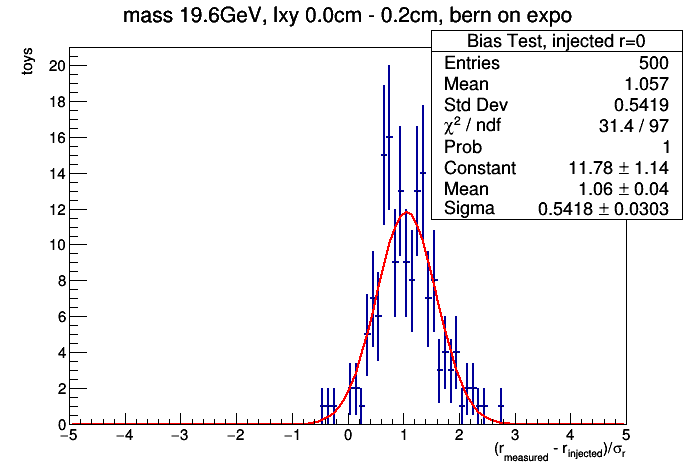 mass 19.6GeV, lxy 0.0cm - 0.2cm, bern on expo
Bias Test, injected r=0
Entries 500
Mean 1.057
Std Dev 0.5419
χ² / ndf 31.4 / 97
Prob 1
Constant 11.78 ± 1.14
Mean 1.06 ± 0.04
Sigma 0.5418 ± 0.0303
toys
20
18
16
14
12
10
8
6
4
2
0
−5 −4 −3 −2 −1 0 1 2 3 4 5
(r_measured - r_injected)/σ_r